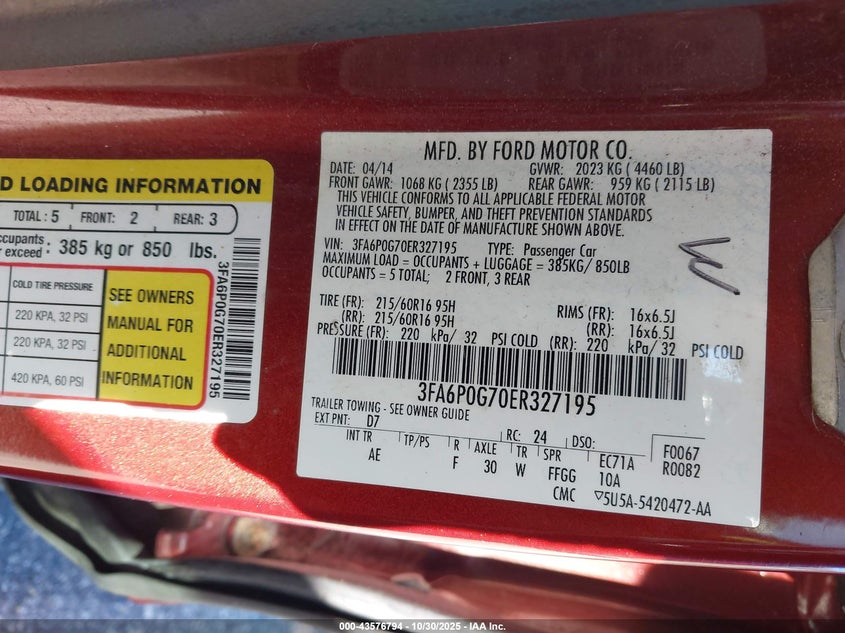 D LOADING INFORMATION
TOTAL: 5 FRONT: 2 REAR: 3
ccupants
r exceed: 385 kg or 850 lbs.
COLD TIRE PRESSURE
220 KPA, 32 PSI
220 KPA, 32 PSI
420 KPA, 60 PSI
SEE OWNERS
MANUAL FOR
ADDITIONAL
INFORMATION
3FA6P0G70ER327195
MFD. BY FORD MOTOR CO.
DATE: 04/14 GVWR: 2023 KG ( 4460 LB)
FRONT GAWR: 1068 KG ( 2355 LB) REAR GAWR: 959 KG ( 2115 LB)
THIS VEHICLE CONFORMS TO ALL APPLICABLE FEDERAL MOTOR
VEHICLE SAFETY, BUMPER, AND THEFT PREVENTION STANDARDS
IN EFFECT ON THE DATE OF MANUFACTURE SHOWN ABOVE.
VIN: 3FA6P0G70ER327195 TYPE: Passenger Car
MAXIMUM LOAD = OCCUPANTS + LUGGAGE = 385KG/ 850LB
OCCUPANTS = 5 TOTAL; 2 FRONT, 3 REAR
TIRE (FR): 215/60R16 95H RIMS (FR): 16x6.5J
(RR): 215/60R16 95H (RR): 16x6.5J
PRESSURE (FR): 220 kPa/ 32 PSI COLD (RR): 220 kPa/ 32 PSI COLD
3FA6P0G70ER327195
TRAILER TOWING - SEE OWNER GUIDE
EXT PNT: D7 RC: 24 DSO: F0067
INT TR TP/PS R AXLE TR SPR EC71A R0082
AE F 30 W FFGG 10A
CMC 5U5A-5420472-AA
000-43576794 - 10/30/2025 - IAAI.com